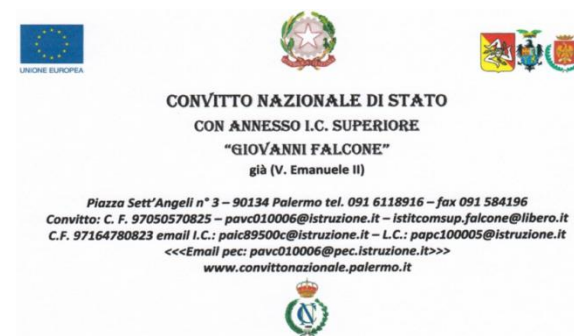 UNIONE EUROPEA
CONVITTO NAZIONALE DI STATO
CON ANNESSO I.C. SUPERIORE
“GIOVANNI FALCONE”
già (V. Emanuele II)
Piazza Sett’Angeli n° 3 – 90134 Palermo tel. 091 6118916 – fax 091 584196
Convitto: C. F. 97050570825 – pavc010006@istruzione.it – istitcomsup.falcone@libero.it
C.F. 97164780823 email I.C.: paic89500c@istruzione.it – L.C.: papc100005@istruzione.it
<<<Email pec: pavc010006@pec.istruzione.it>>>
www.convittonazionale.palermo.it
CN